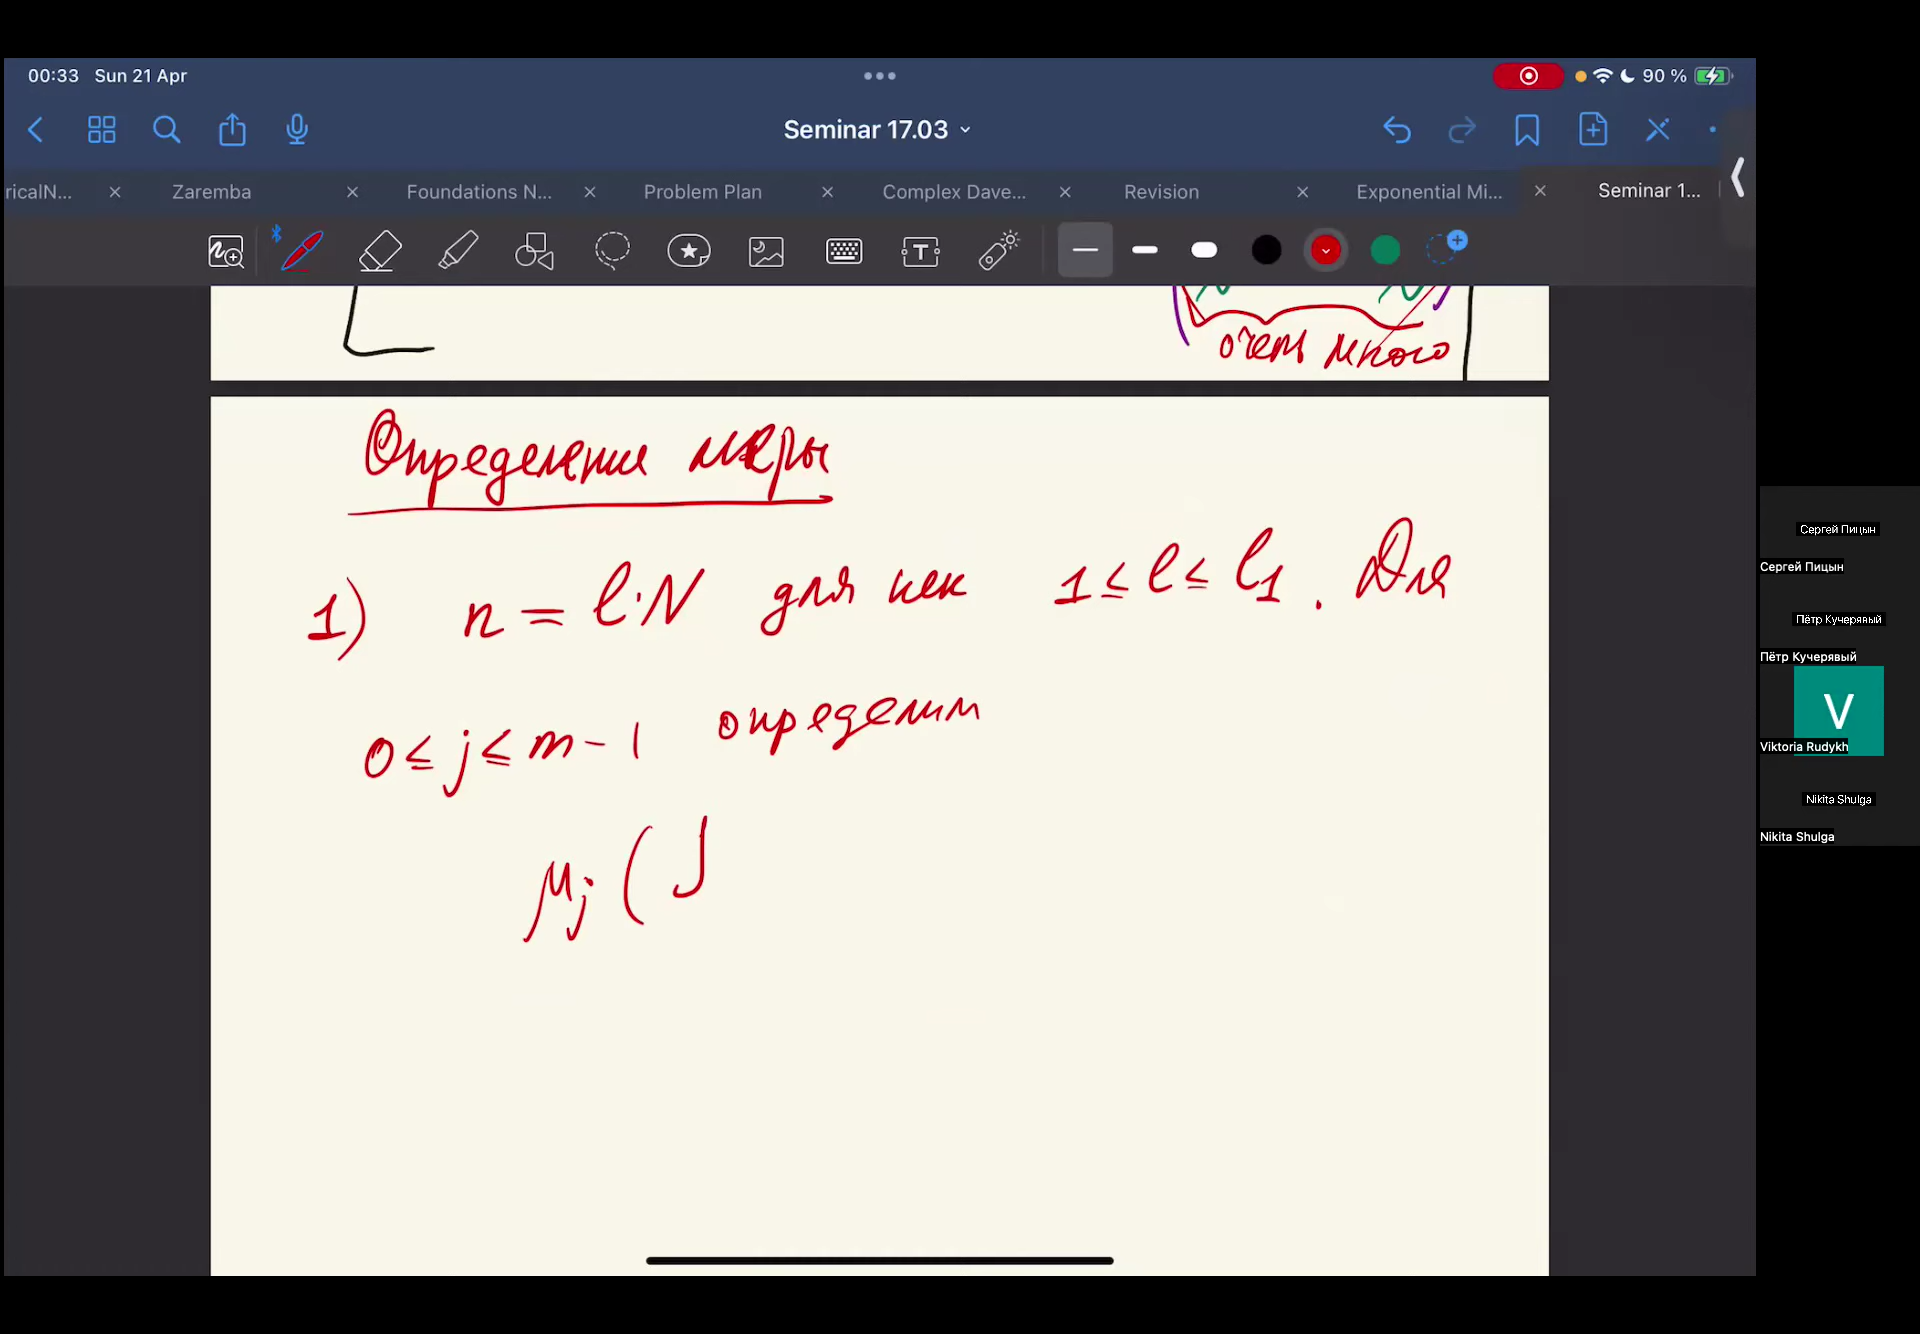 00:33 Sun 21 Apr
90 %
Seminar 17.03
ricalN...
Zaremba
Foundations N...
Problem Plan
Complex Dave...
Revision
Exponential Mi...
Seminar 1...
очень много
Определение меры
1) n = ℓ·N для нек 1 ≤ ℓ ≤ ℓ₁. Для
0 ≤ j ≤ m - 1 определим
μⱼ ( J
Сергей Пицын
Сергей Пицын
Пётр Кучерявый
Пётр Кучерявый
V
Viktoria Rudykh
Nikita Shulga
Nikita Shulga